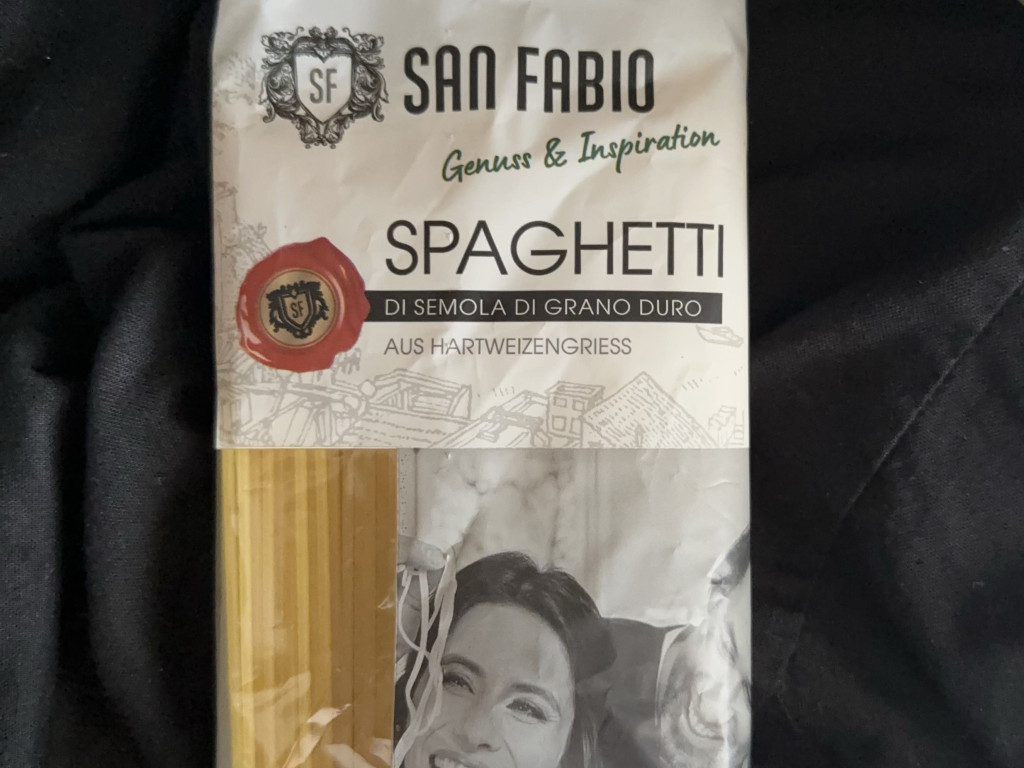 SF
SAN FABIO
Genuss & Inspiration
SPAGHETTI
SF
DI SEMOLA DI GRANO DURO
AUS HARTWEIZENGRIESS